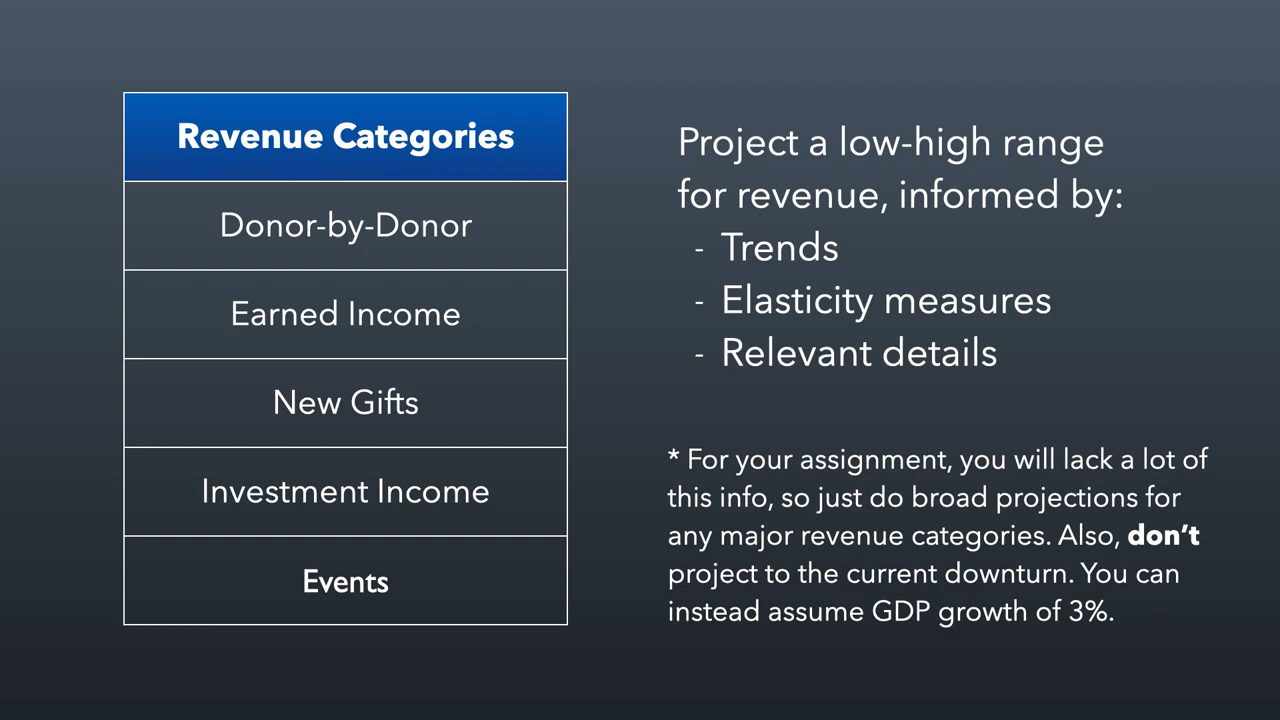 Revenue Categories
Donor-by-Donor
Earned Income
New Gifts
Investment Income
Events
Project a low-high range
for revenue, informed by:
- Trends
- Elasticity measures
- Relevant details
* For your assignment, you will lack a lot of
this info, so just do broad projections for
any major revenue categories. Also, don’t
project to the current downturn. You can
instead assume GDP growth of 3%.